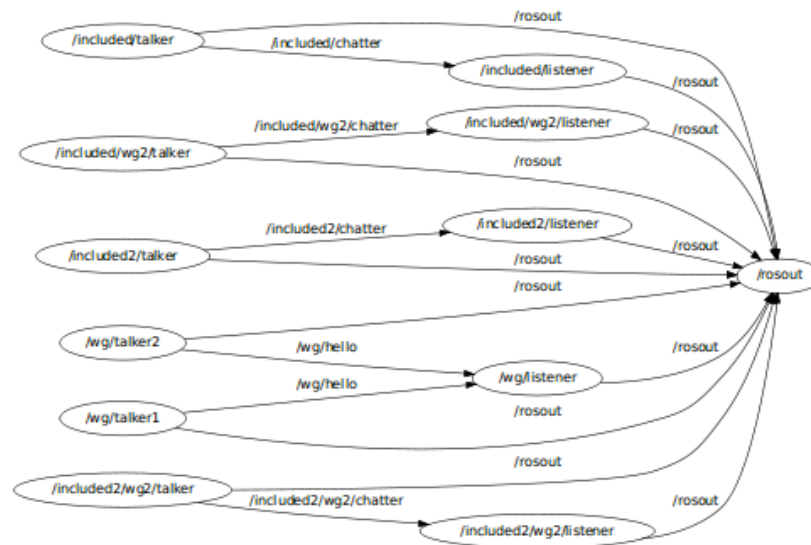 /rosout
/included/talker
/included/chatter
/included/listener
/rosout
/included/wg2/chatter
/included/wg2/listener
/rosout
/included/wg2/talker
/rosout
/included2/chatter
/included2/listener
/rosout
/included2/talker
/rosout
/rosout
/rosout
/wg/talker2
/wg/hello
/rosout
/wg/listener
/wg/hello
/wg/talker1
/rosout
/rosout
/included2/wg2/talker
/included2/wg2/chatter
/rosout
/included2/wg2/listener